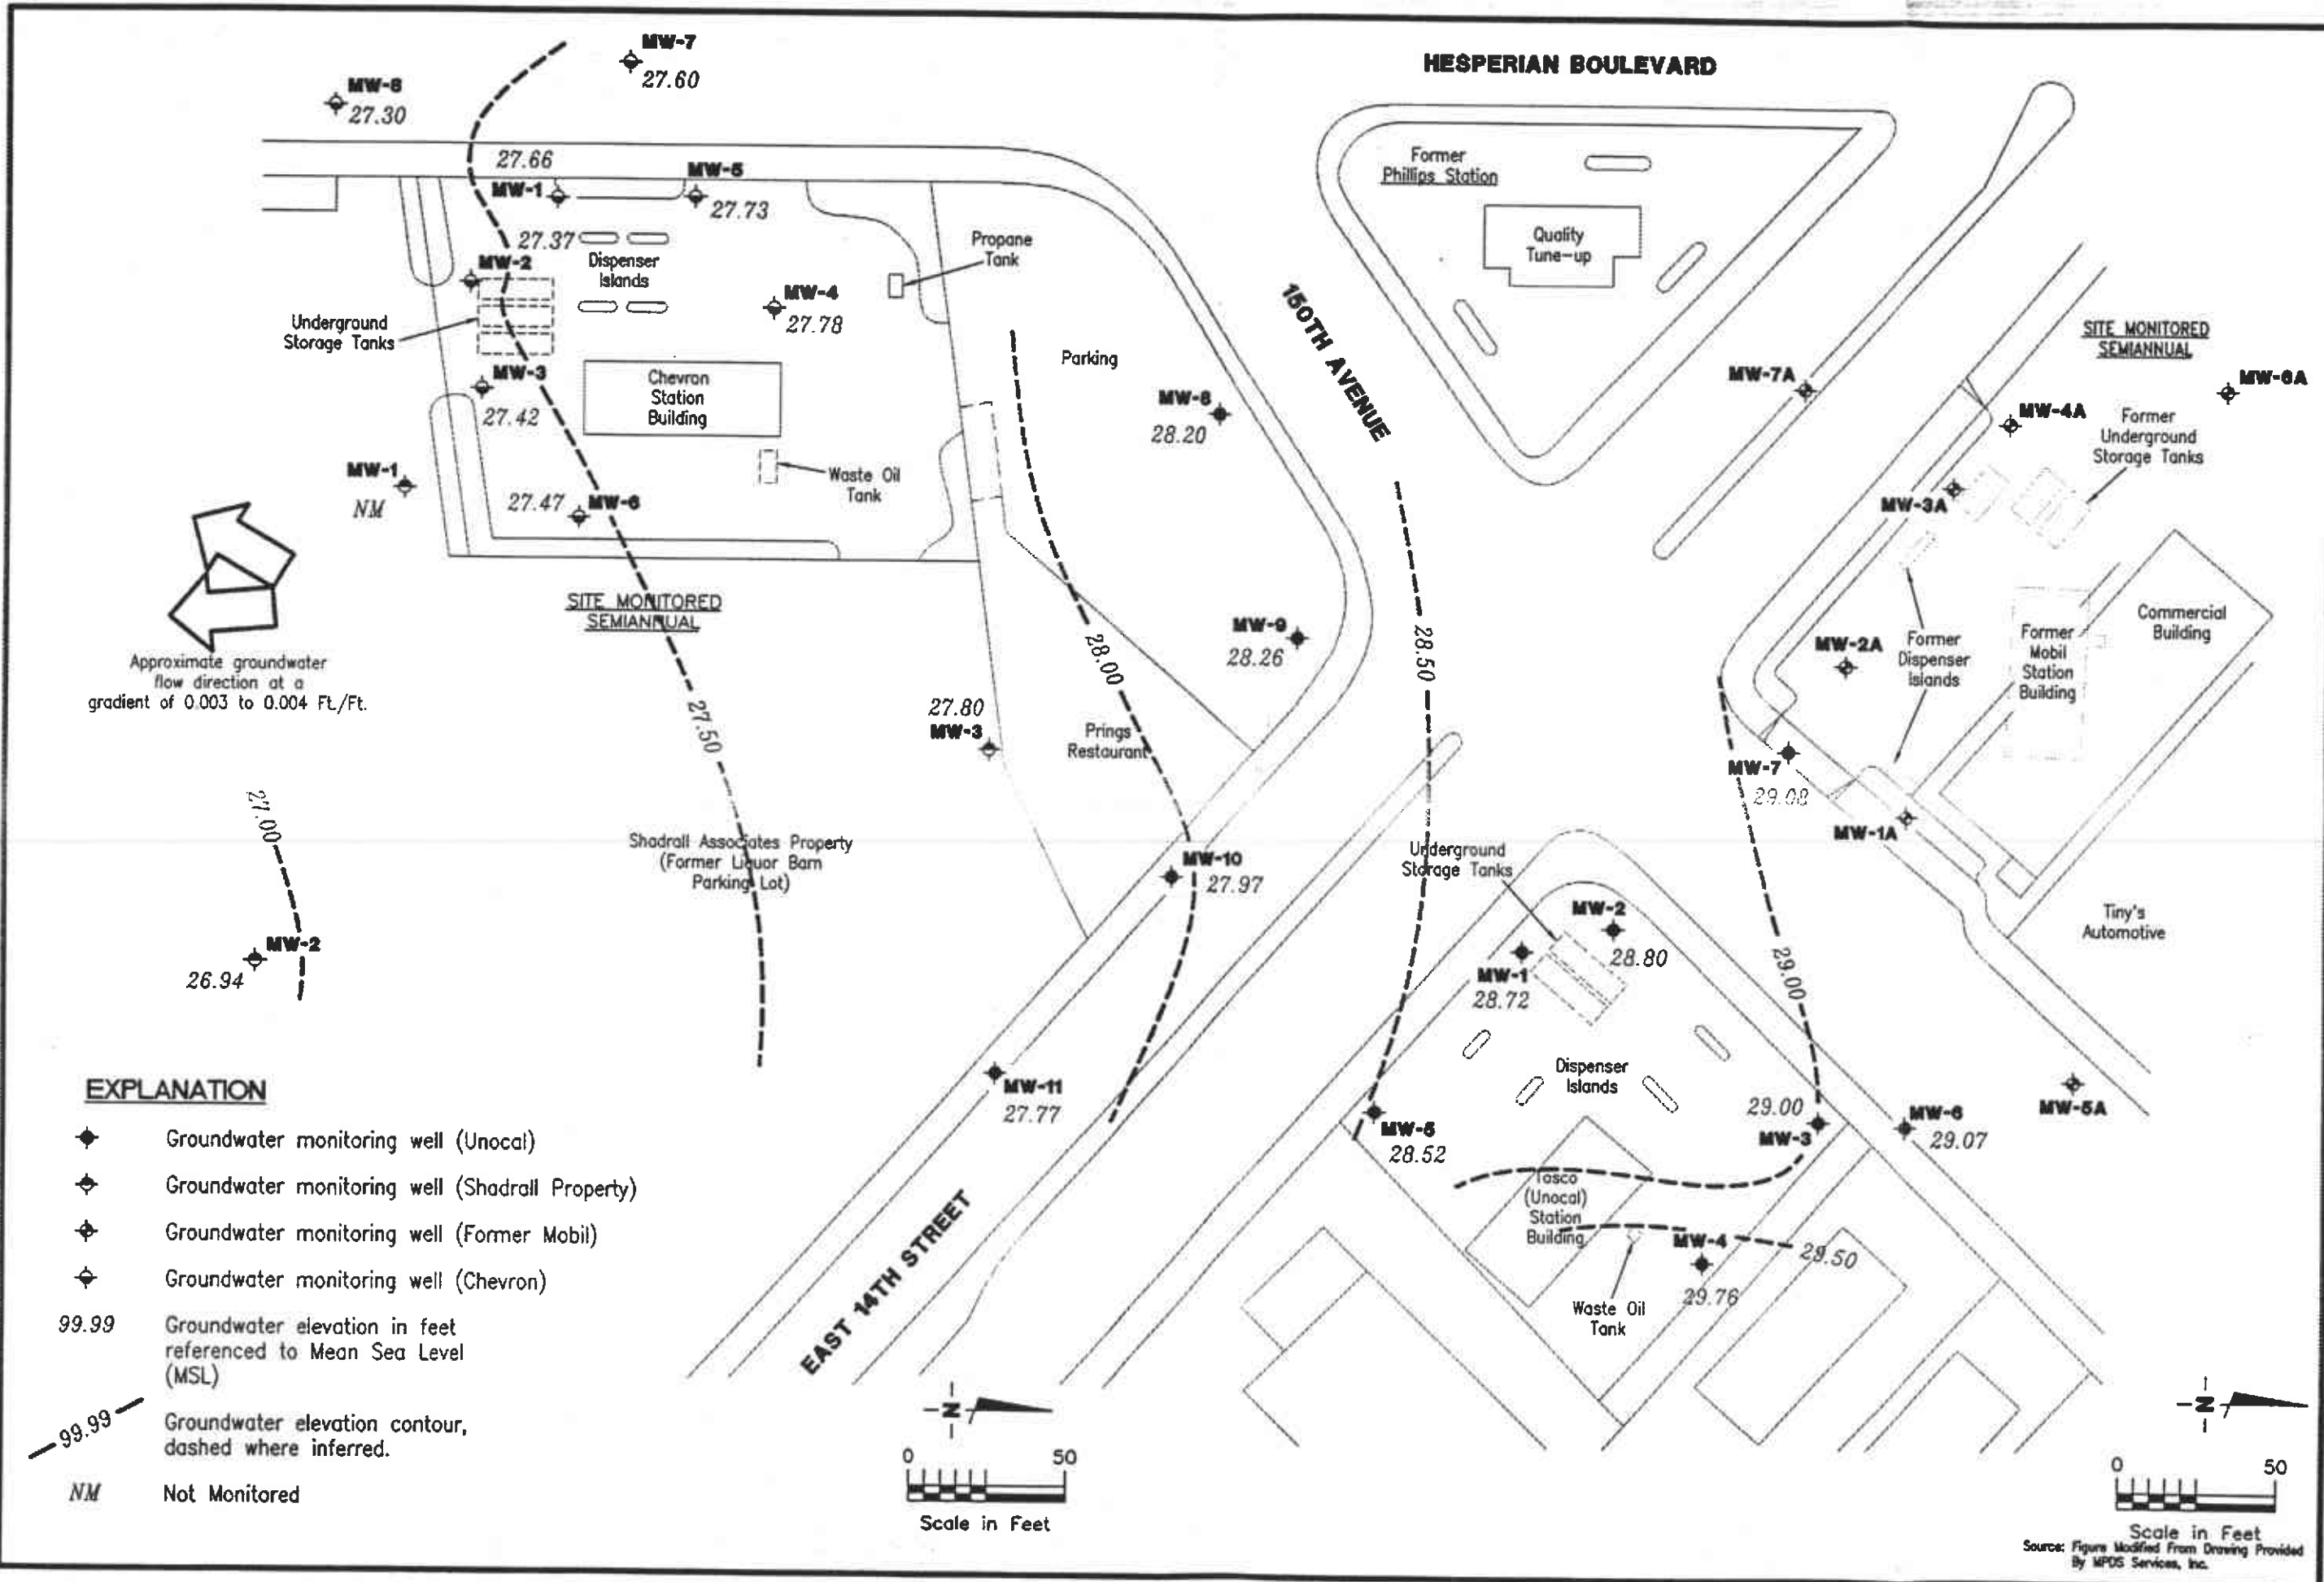 HESPERIAN BOULEVARD
MW-7
27.60
MW-8
27.30
27.66
MW-1
MW-5
27.73
27.37
MW-2
Dispenser
Islands
Propane
Tank
MW-4
27.78
Underground
Storage Tanks
MW-3
27.42
Chevron
Station
Building
Parking
MW-8
28.20
MW-1
NM
27.47
MW-6
Waste Oil
Tank
SITE MONITORED
SEMIANNUAL
Approximate groundwater
flow direction at a
gradient of 0.003 to 0.004 Ft./Ft.
27.50
28.00
MW-9
28.26
27.80
MW-3
Prings
Restaurant
Shadrall Associates Property
(Former Liquor Barn
Parking Lot)
27.00
MW-2
26.94
MW-10
27.97
MW-11
27.77
EAST 14TH STREET
150TH AVENUE
Former
Phillips Station
Quality
Tune-up
28.50
SITE MONITORED
SEMIANNUAL
MW-7A
MW-6A
MW-4A
Former
Underground
Storage Tanks
MW-3A
MW-2A
Former
Dispenser
Islands
Former
Mobil
Station
Building
Commercial
Building
MW-7
29.08
MW-1A
Tiny's
Automotive
MW-5A
Underground
Storage Tanks
MW-2
28.80
MW-1
28.72
29.00
Dispenser
Islands
MW-5
28.52
29.00
MW-3
MW-6
29.07
Tosco
(Unocal)
Station
Building
MW-4
29.76
29.50
Waste Oil
Tank
EXPLANATION
Groundwater monitoring well (Unocal)
Groundwater monitoring well (Shadrall Property)
Groundwater monitoring well (Former Mobil)
Groundwater monitoring well (Chevron)
99.99 Groundwater elevation in feet
referenced to Mean Sea Level
(MSL)
99.99 Groundwater elevation contour,
dashed where inferred.
NM Not Monitored
N
0 50
Scale in Feet
N
0 50
Scale in Feet
Source: Figure Modified From Drawing Provided
By MPDS Services, Inc.